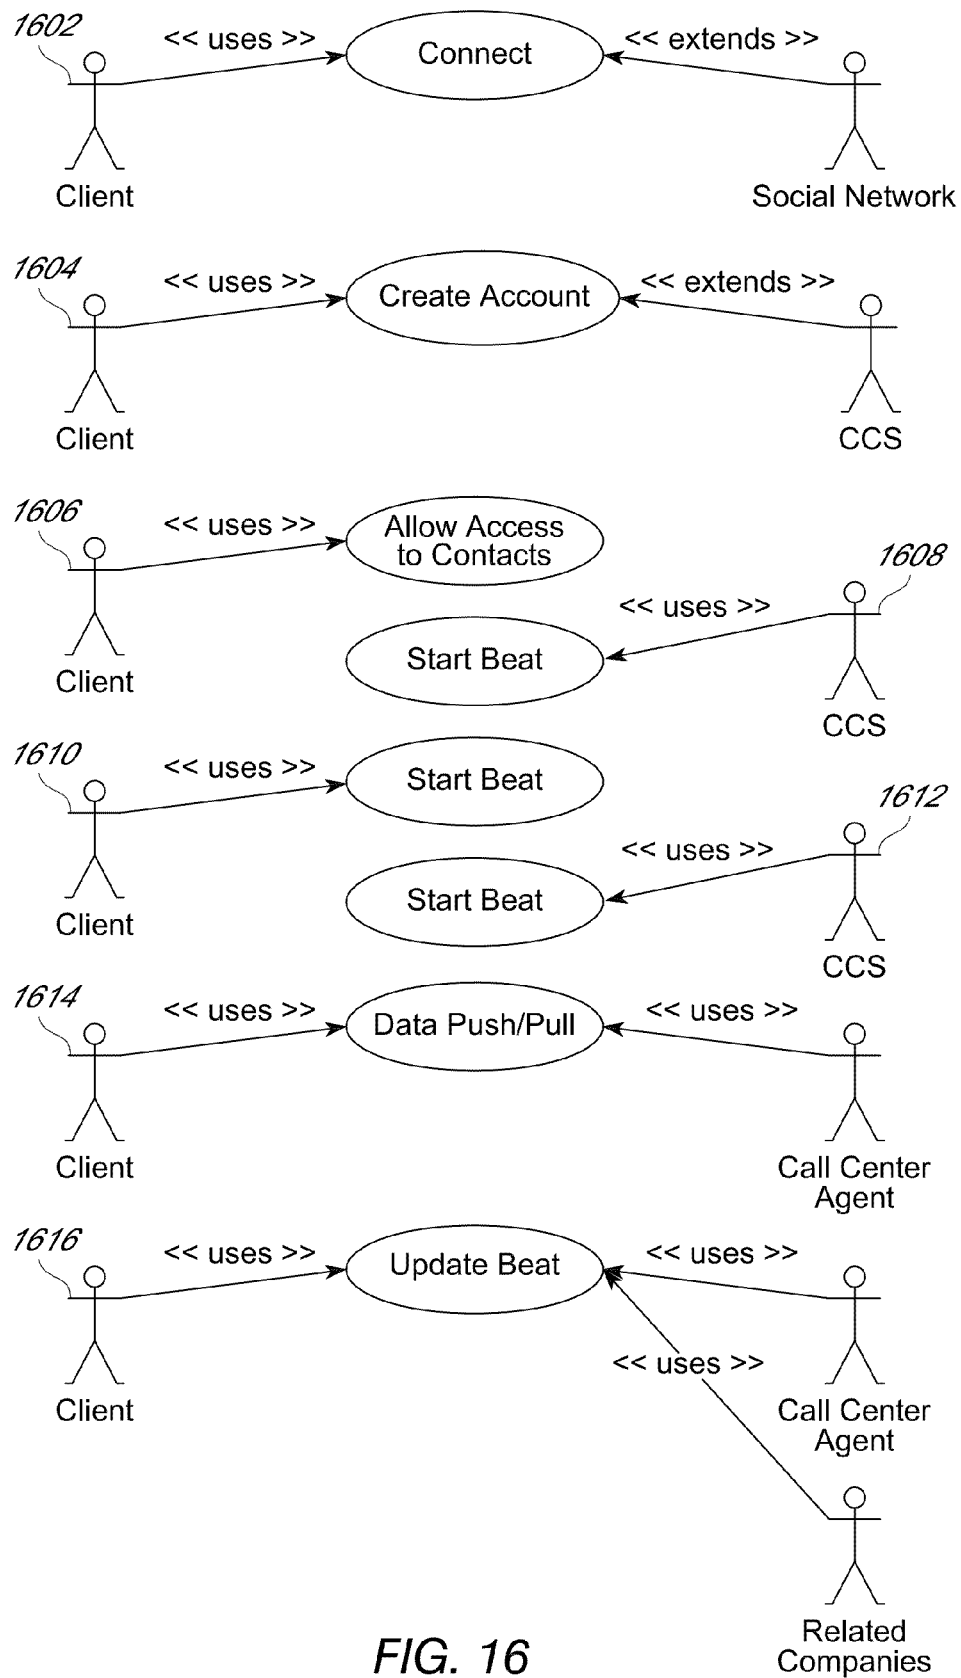 1602
<< uses >>
Connect
<< extends >>
Client
Social Network
1604
<< uses >>
Create Account
<< extends >>
Client
CCS
1606
<< uses >>
Allow Access
to Contacts
1608
<< uses >>
Start Beat
Client
CCS
1610
<< uses >>
Start Beat
1612
<< uses >>
Start Beat
Client
CCS
1614
<< uses >>
Data Push/Pull
<< uses >>
Client
Call Center
Agent
1616
<< uses >>
Update Beat
<< uses >>
<< uses >>
Client
Call Center
Agent
Related
Companies
FIG. 16